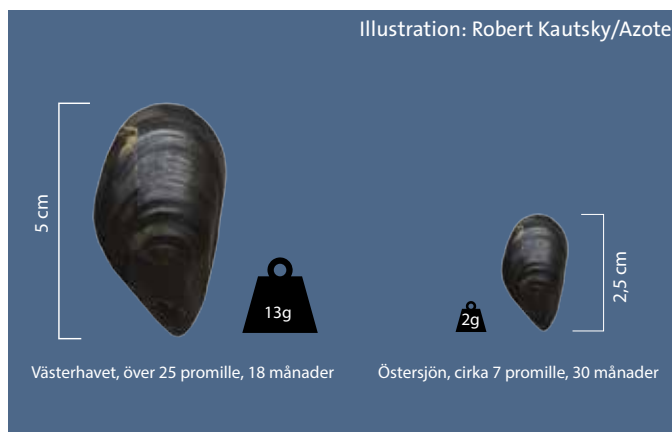 Illustration: Robert Kautsky/Azote
5 cm
13g
2g
2,5 cm
Västerhavet, över 25 promille, 18 månader
Östersjön, cirka 7 promille, 30 månader